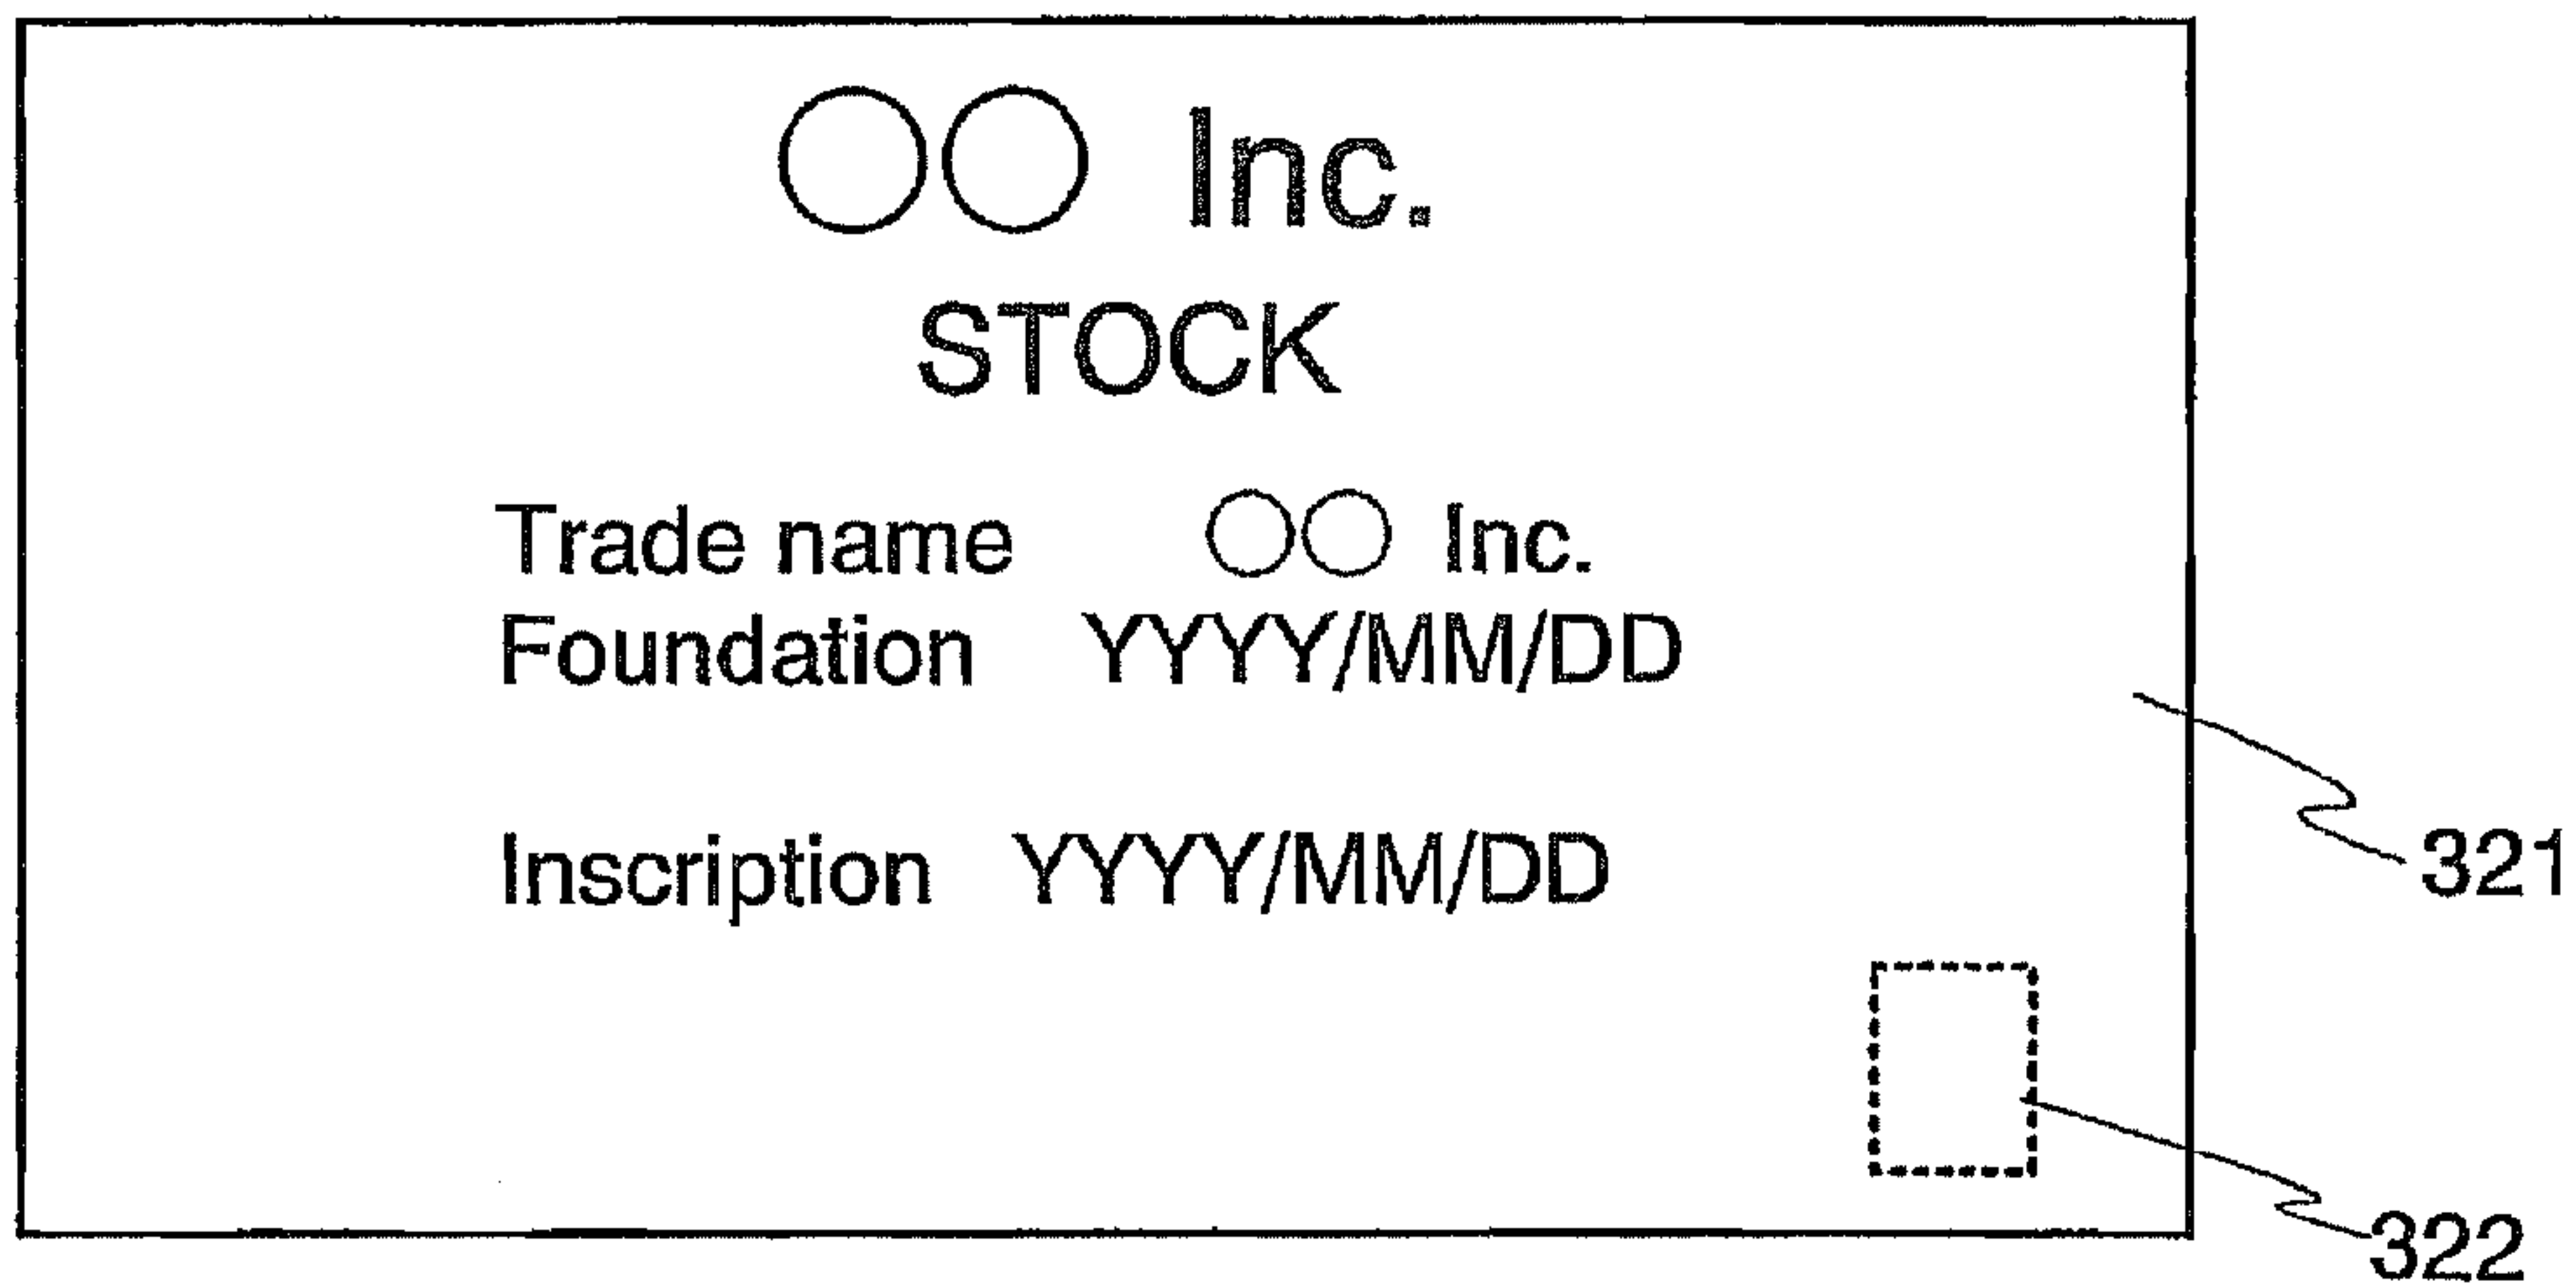 ○○ Inc.
STOCK
Trade name ○○ Inc.
Foundation YYYY/MM/DD
Inscription YYYY/MM/DD
321
322